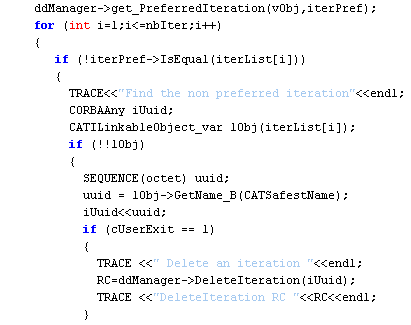 ddManager->get_PreferredIteration(vObj,iterPref);
for (int i=1;i<=nbIter;i++)
{
if (!iterPref->IsEqual(iterList[i]))
{
TRACE<<"Find the non preferred iteration"<<endl;
CORBAAny iUuid;
CATILinkableObject_var lObj(iterList[i]);
if (!!lObj)
{
SEQUENCE(octet) uuid;
uuid = lObj->GetName_B(CATSafestName);
iUuid<<uuid;
if (cUserExit == 1)
{
TRACE <<" Delete an iteration "<<endl;
RC=ddManager->DeleteIteration(iUuid);
TRACE <<"DeleteIteration RC "<<RC<<endl;
}